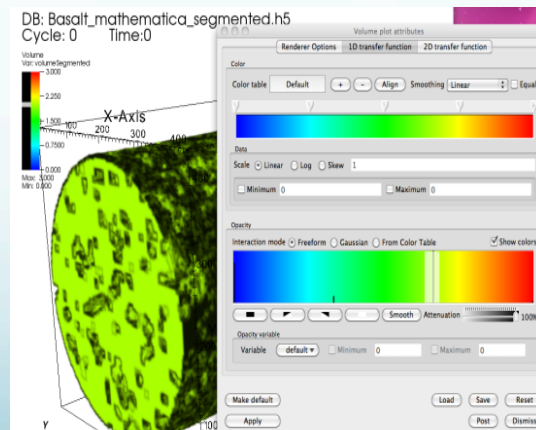 DB: Basalt_mathematica_segmented.h5
Cycle: 0 Time:0
Volume
Var: volumeSegmented
3.000
3.000
1.500
0.000
Max: 3.000
Min: 0.000
X-Axis
100
200
300
400
Y
100
Volume plot attributes
Renderer Options 1D transfer function 2D transfer function
Color
Color table Default + - Align Smoothing Linear Equal
Data
Scale Linear Log Skew 1
Minimum 0 Maximum 0
Opacity
Interaction mode Freeform Gaussian From Color Table Show colors
Smooth Attenuation 100%
Opacity variable
Variable default Minimum 0 Maximum 0
Make default Load Save Reset
Apply Post Dismiss